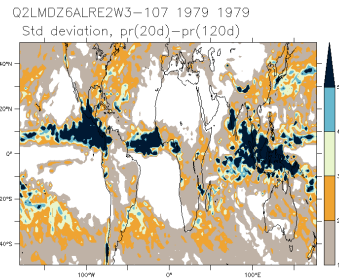 Q2LMDZ6ALRE2W3-107 1979 1979
Std deviation, pr(20d)-pr(120d)
40°N
20°N
0°
20°S
40°S
100°W
0°
100°E
5
4
3
2
1